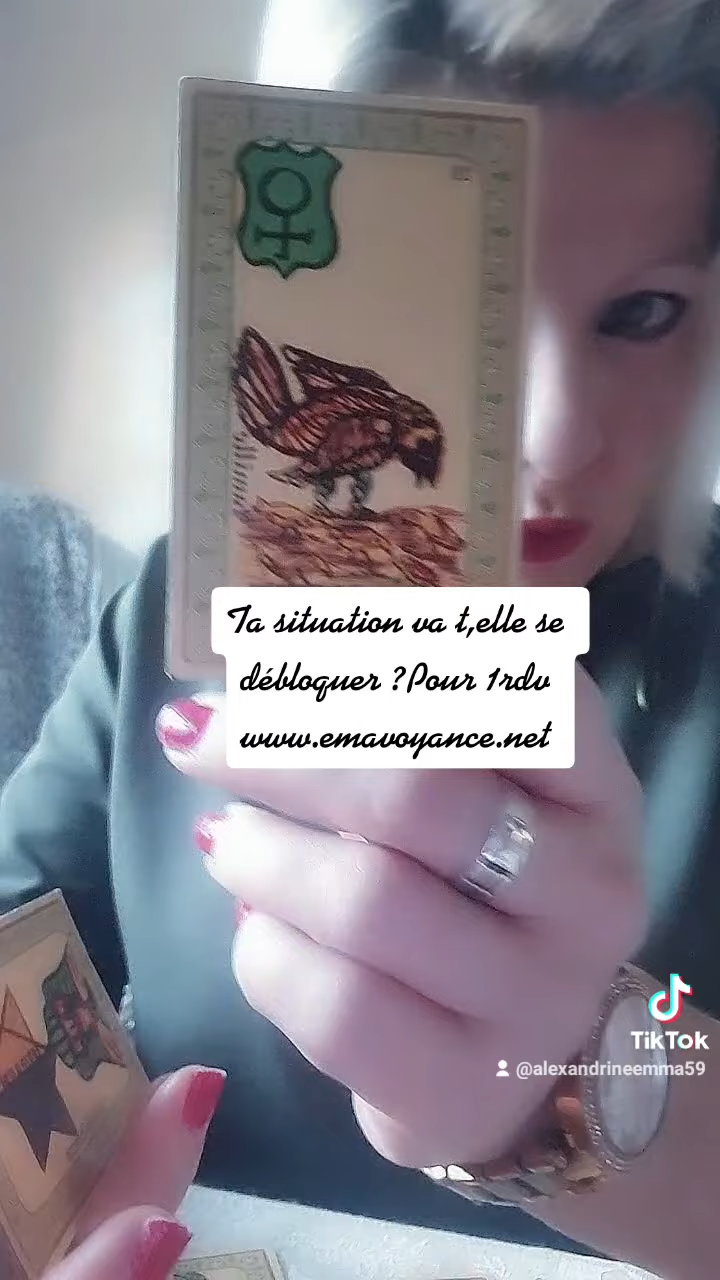 Ta situation va t,elle se
débloquer ?Pour 1rdv
www.emavoyance.net
TikTok
@alexandrineemma59